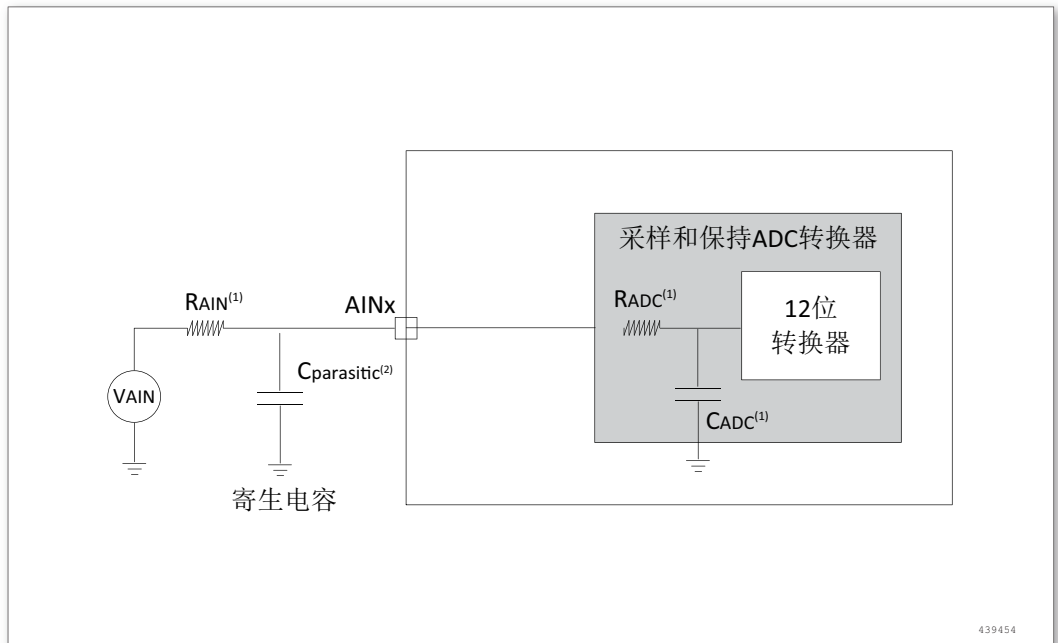 采样和保持ADC转换器
RAIN(1)
AINx
RADC(1)
12位
转换器
Cparasitic(2)
VAIN
CADC(1)
寄生电容
439454